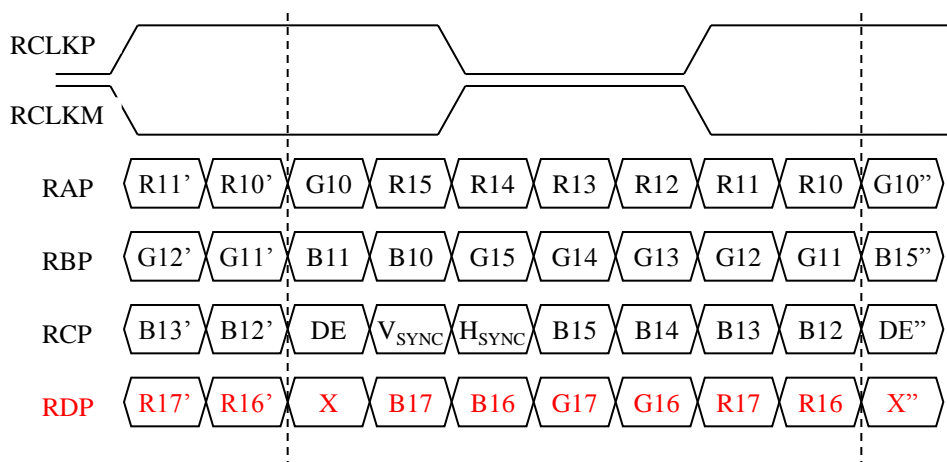 RCLKP
RCLKM
RAP R11’ R10’ G10 R15 R14 R13 R12 R11 R10 G10”
RBP G12’ G11’ B11 B10 G15 G14 G13 G12 G11 B15”
RCP B13’ B12’ DE VSYNC HSYNC B15 B14 B13 B12 DE”
RDP R17’ R16’ X B17 B16 G17 G16 R17 R16 X”